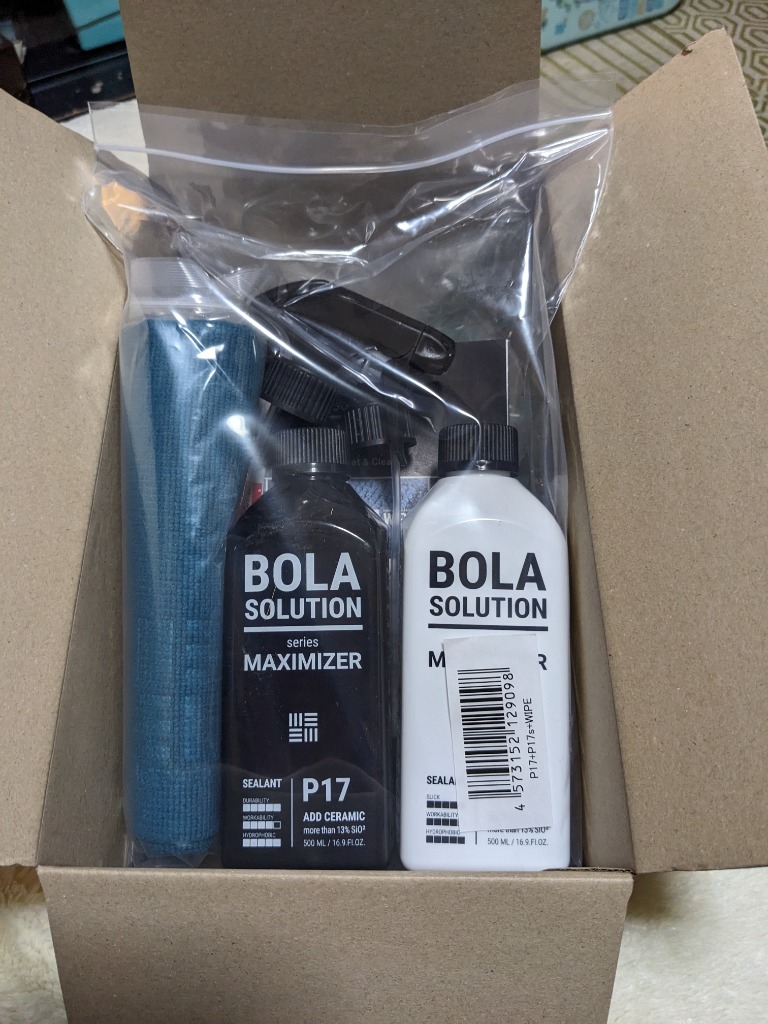 BOLA
SOLUTION
series
MAXIMIZER
SEALANT
DURABILITY
WORKABILITY
HYDROPHOBIC
P17
ADD CERAMIC
more than 13% SIO²
500 ML / 16.9.Fl.OZ.
BOLA
SOLUTION
M
R
SEALA
SLICK
WORKABIL
HYDROPHOBIC
more than 13% SIO²
500 ML / 16.9.Fl.OZ.
4 573152 129098
P17+P17s+WIPE